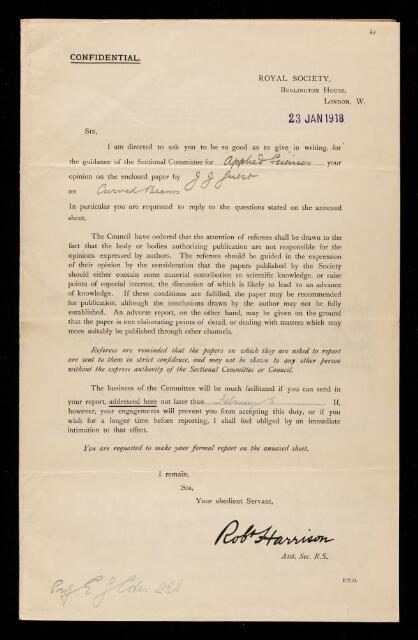 41
CONFIDENTIAL.
ROYAL SOCIETY,
BURLINGTON HOUSE,
LONDON, W.
23 JAN 1918
SIR,
I am directed to ask you to be so good as to give in writing, for
the guidance of the Sectional Committee for Applied Sciences your
opinion on the enclosed paper by J J Guest
on Curved Beams
In particular you are requested to reply to the questions stated on the annexed
sheet.
The Council have ordered that the attention of referees shall be drawn to the
fact that the body or bodies authorizing publication are not responsible for the
opinions expressed by authors. The referees should be guided in the expression
of their opinion by the consideration that the papers published by the Society
should either contain some material contribution to scientific knowledge, or raise
points of especial interest, the discussion of which is likely to lead to an advance
of knowledge. If these conditions are fulfilled, the paper may be recommended
for publication, although the conclusions drawn by the author may not be fully
established. An adverse report, on the other hand, may be given on the ground
that the paper is one elaborating points of detail, or dealing with matters which may
more suitably be published through other channels.
Referees are reminded that the papers on which they are asked to report
are sent to them in strict confidence, and may not be shown to any other person
without the express authority of the Sectional Committee or Council.
The business of the Committee will be much facilitated if you can send in
your report, addressed here not later than February 6. If,
however, your engagements will prevent you from accepting this duty, or if you
wish for a longer time before reporting, I shall feel obliged by an immediate
intimation to that effect.
You are requested to make your formal report on the annexed sheet.
I remain,
SIR,
Your obedient Servant,
Robt Harrison
Asst. Sec. R.S.
P.T.O.
Prof E G Coker FRS